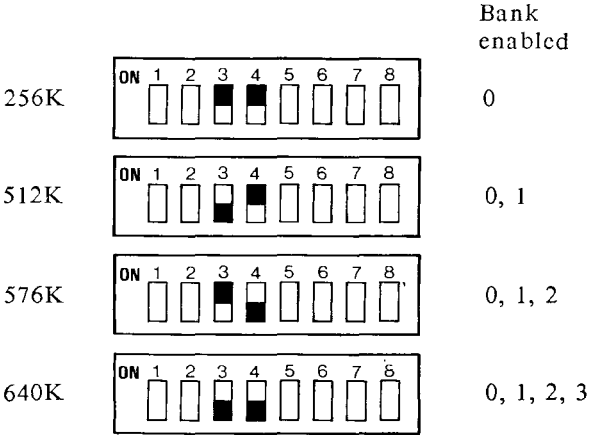 Bank
enabled
ON 1 2 3 4 5 6 7 8
256K 0
ON 1 2 3 4 5 6 7 8
512K 0, 1
ON 1 2 3 4 5 6 7 8
576K 0, 1, 2
ON 1 2 3 4 5 6 7 8
640K 0, 1, 2, 3